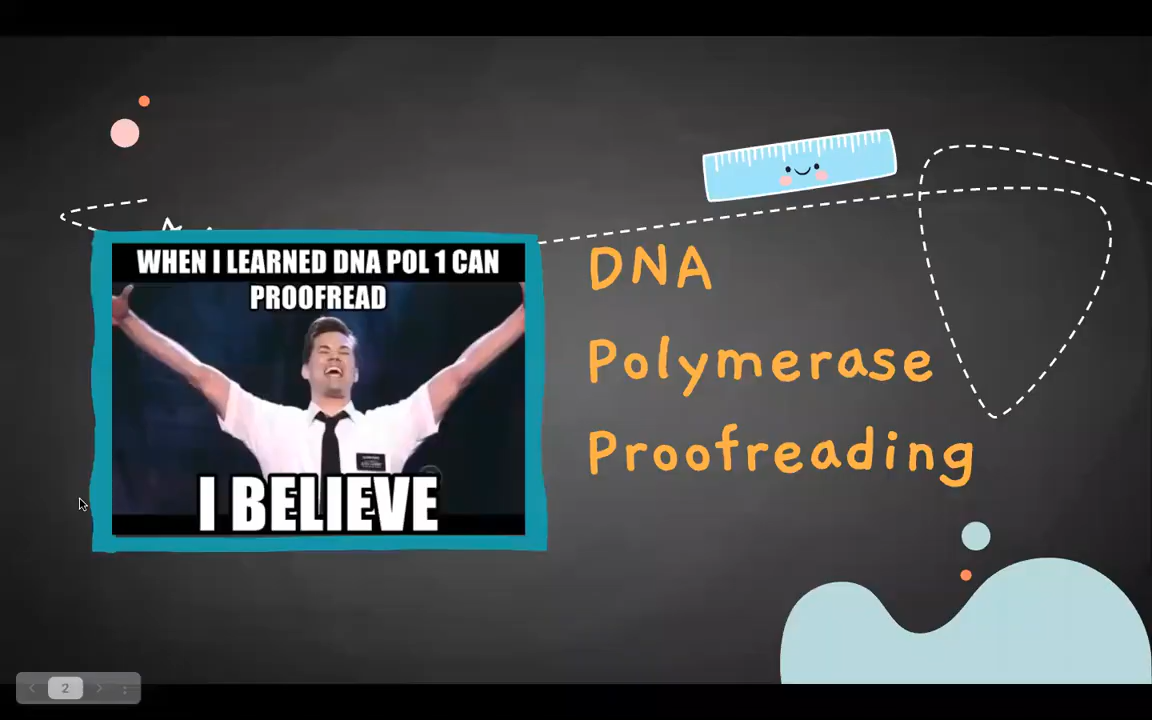 WHEN I LEARNED DNA POL 1 CAN
PROOFREAD
I BELIEVE
DNA
Polymerase
Proofreading
2